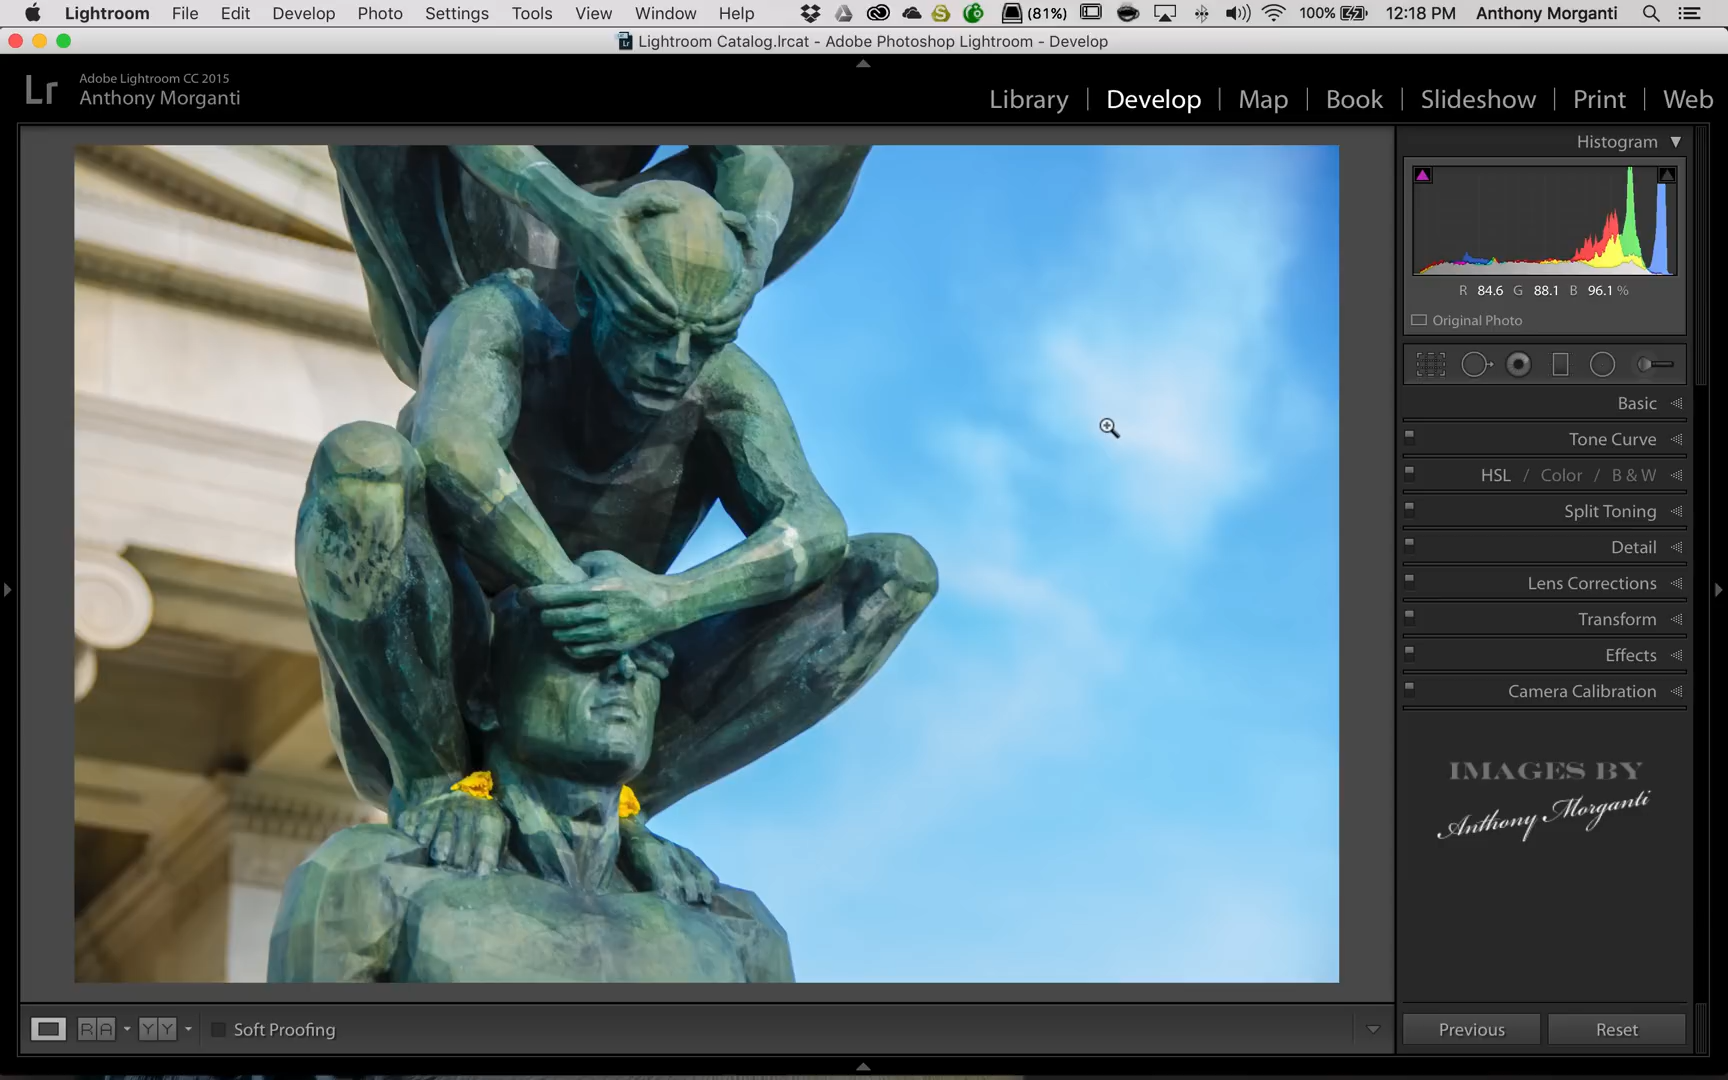 Lightroom File Edit Develop Photo Settings Tools View Window Help (81%) 100% 12:18 PM Anthony Morganti
Lightroom Catalog.lrcat - Adobe Photoshop Lightroom - Develop
Lr
Adobe Lightroom CC 2015
Anthony Morganti
Library | Develop | Map | Book | Slideshow | Print | Web
Histogram
R 84.6 G 88.1 B 96.1 %
Original Photo
Basic
Tone Curve
HSL / Color / B & W
Split Toning
Detail
Lens Corrections
Transform
Effects
Camera Calibration
IMAGES BY
Anthony Morganti
R A Y Y Soft Proofing
Previous Reset